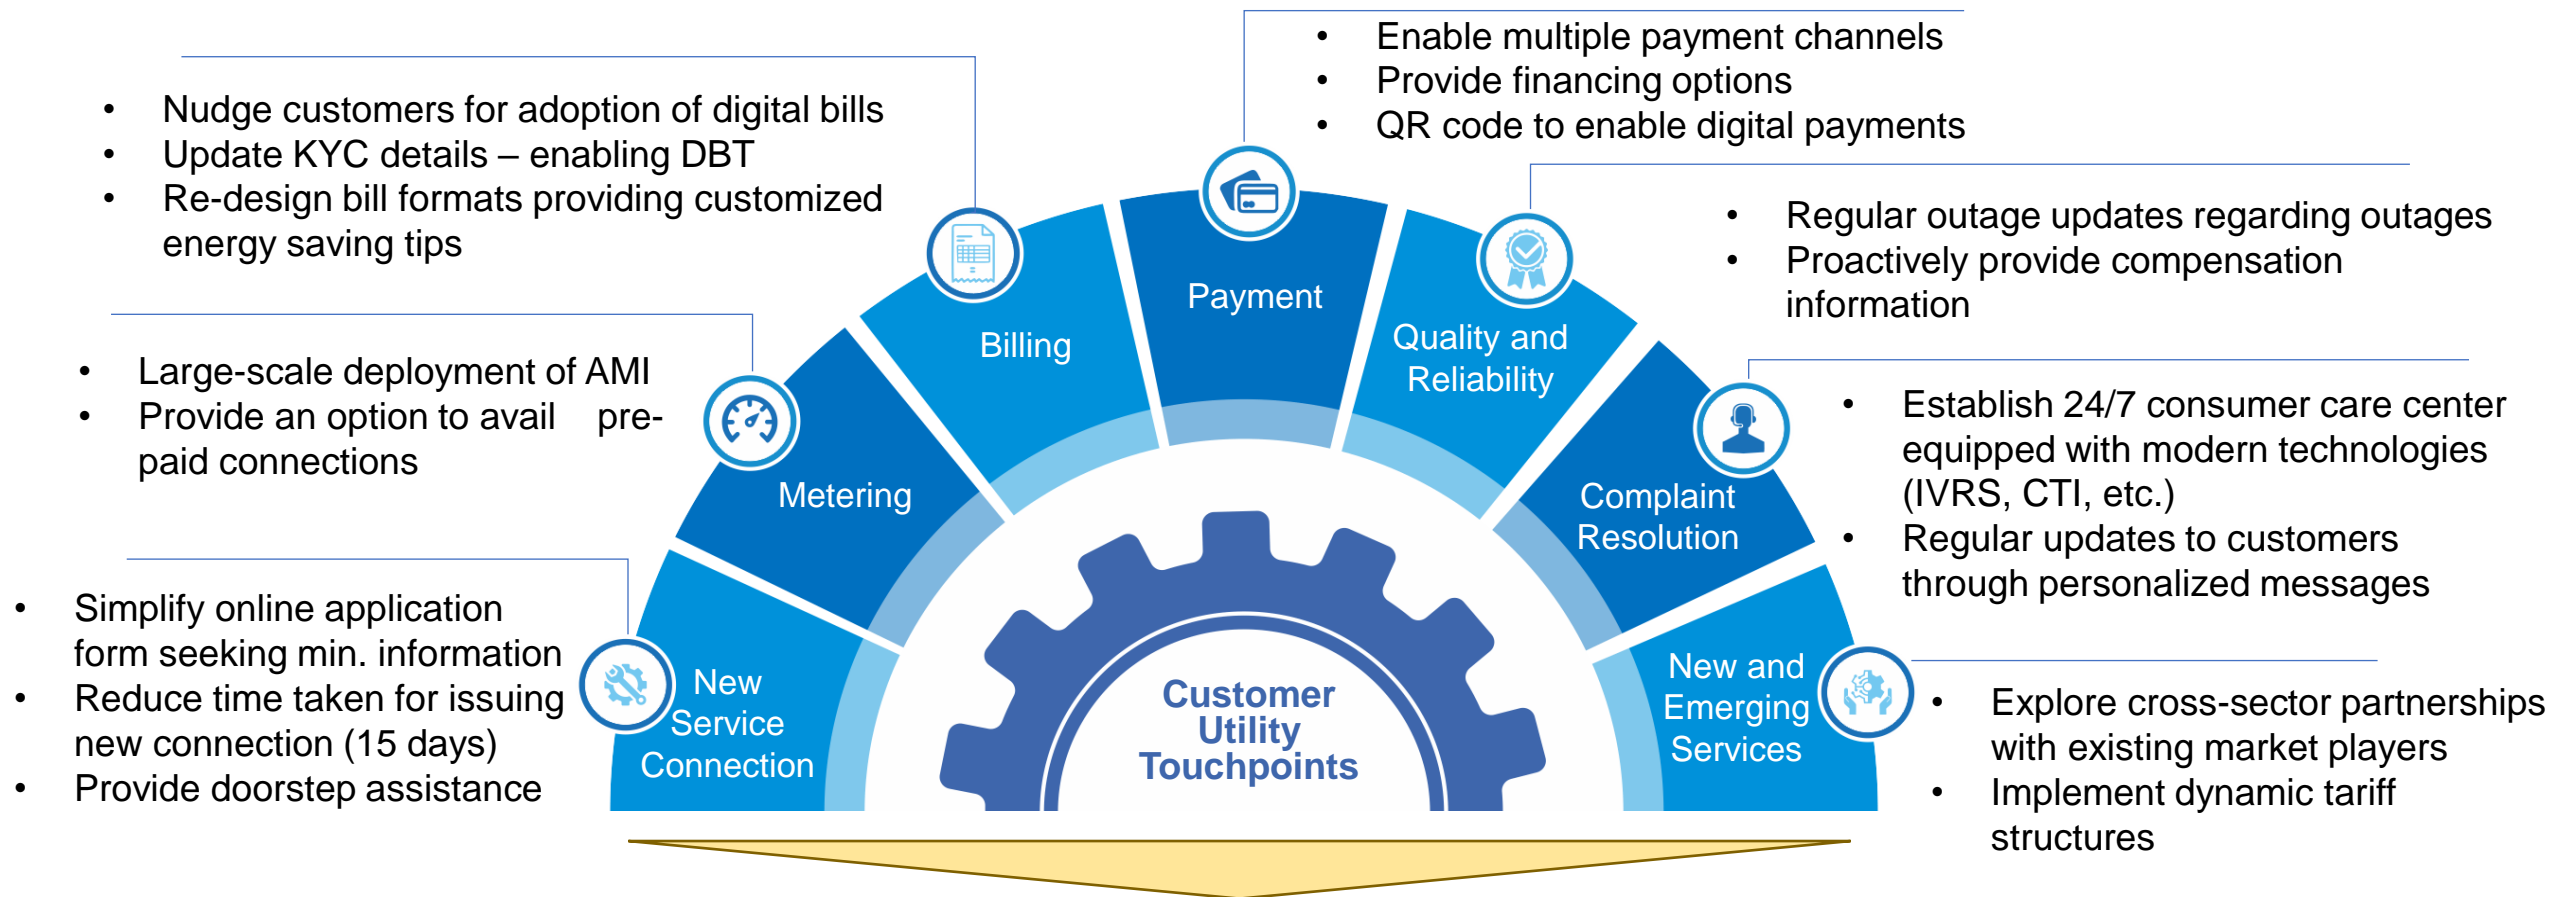 • Nudge customers for adoption of digital bills
• Update KYC details – enabling DBT
• Re-design bill formats providing customized
energy saving tips
• Large-scale deployment of AMI
• Provide an option to avail pre-
paid connections
• Simplify online application
form seeking min. information
• Reduce time taken for issuing
new connection (15 days)
• Provide doorstep assistance
• Enable multiple payment channels
• Provide financing options
• QR code to enable digital payments
• Regular outage updates regarding outages
• Proactively provide compensation
information
• Establish 24/7 consumer care center
equipped with modern technologies
(IVRS, CTI, etc.)
• Regular updates to customers
through personalized messages
• Explore cross-sector partnerships
with existing market players
• Implement dynamic tariff
structures
New
Service
Connection
Metering
Billing
Payment
Quality and
Reliability
Complaint
Resolution
New and
Emerging
Services
Customer
Utility
Touchpoints